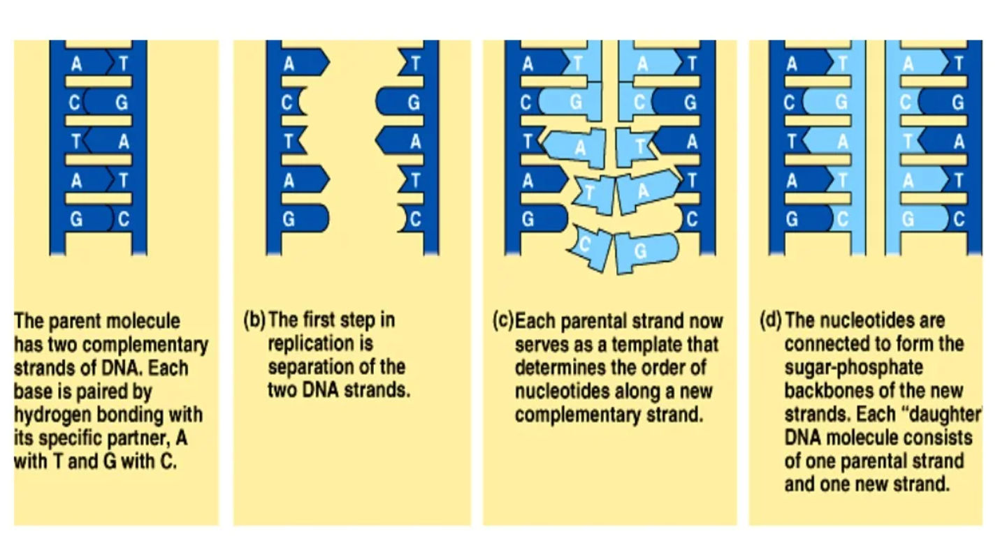 A T
C G
T A
A T
G C
The parent molecule
has two complementary
strands of DNA. Each
base is paired by
hydrogen bonding with
its specific partner, A
with T and G with C.
A T
C G
T A
A T
G C
(b) The first step in
replication is
separation of the
two DNA strands.
A T A T
C G C G
T A T A
A T A T
G C
C G
(c) Each parental strand now
serves as a template that
determines the order of
nucleotides along a new
complementary strand.
A T A T
C G C G
T A T A
A T A T
G C G C
(d) The nucleotides are
connected to form the
sugar-phosphate
backbones of the new
strands. Each “daughter”
DNA molecule consists
of one parental strand
and one new strand.